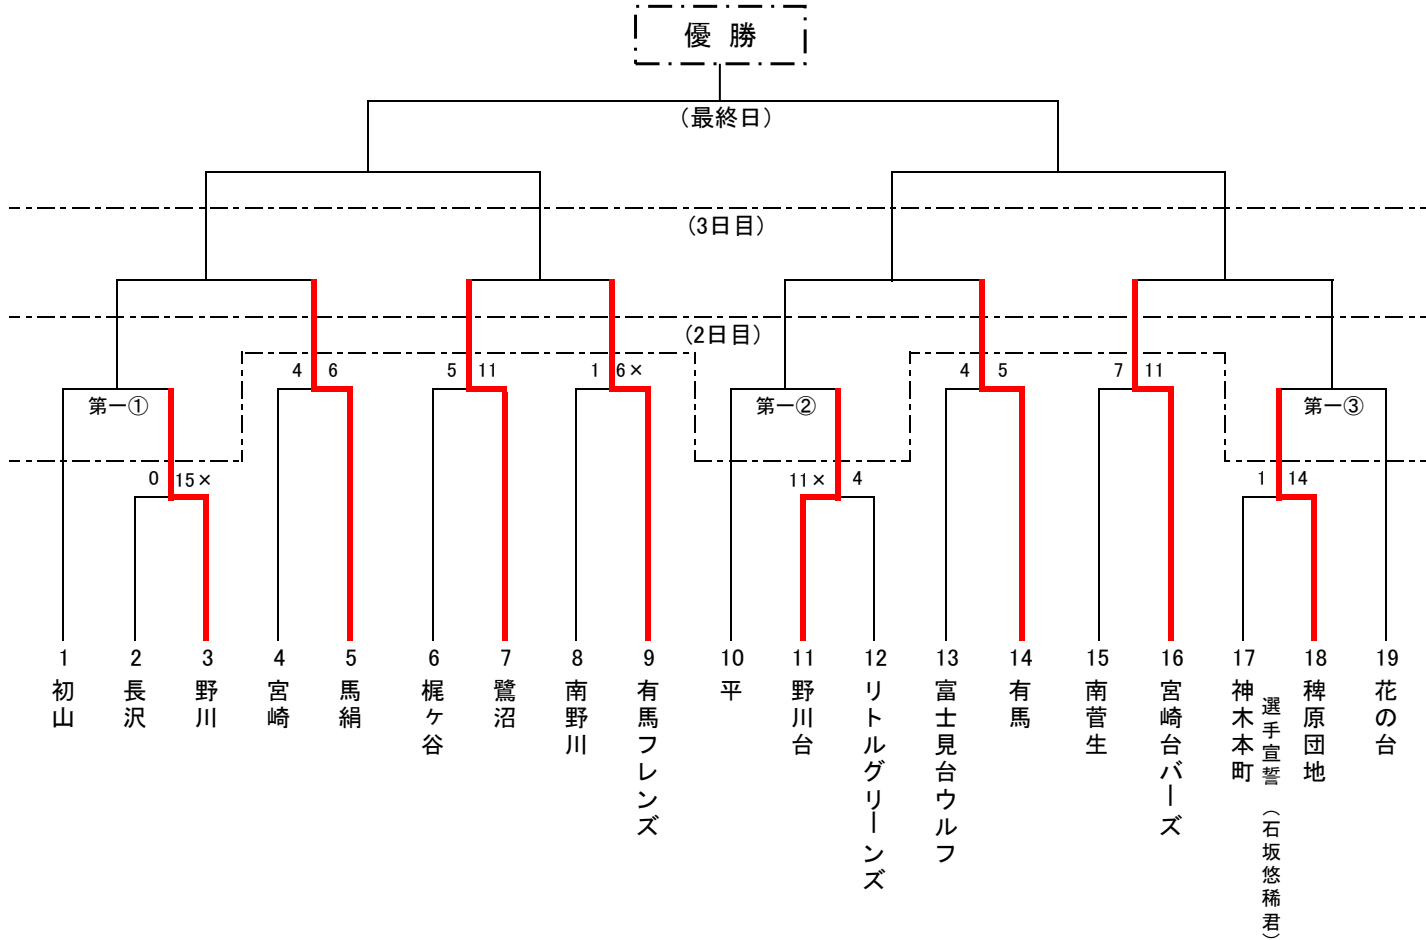 優 勝
(最終日)
(3日目)
(2日目)
4 6
5 11
1 6×
4 5
7 11
第一①
第一②
第一③
0 15×
11× 4
1 14
1 2 3 4 5 6 7 8 9 10 11 12 13 14 15 16 17 18 19
初山
長沢
野川
宮崎
馬絹
梶ヶ谷
鷺沼
南野川
有馬フレンズ
平
野川台
リトルグリーンズ
富士見台ウルフ
有馬
南菅生
宮崎台バーズ
神木本町
選手宣誓 (石坂悠稀君)
稗原団地
花の台